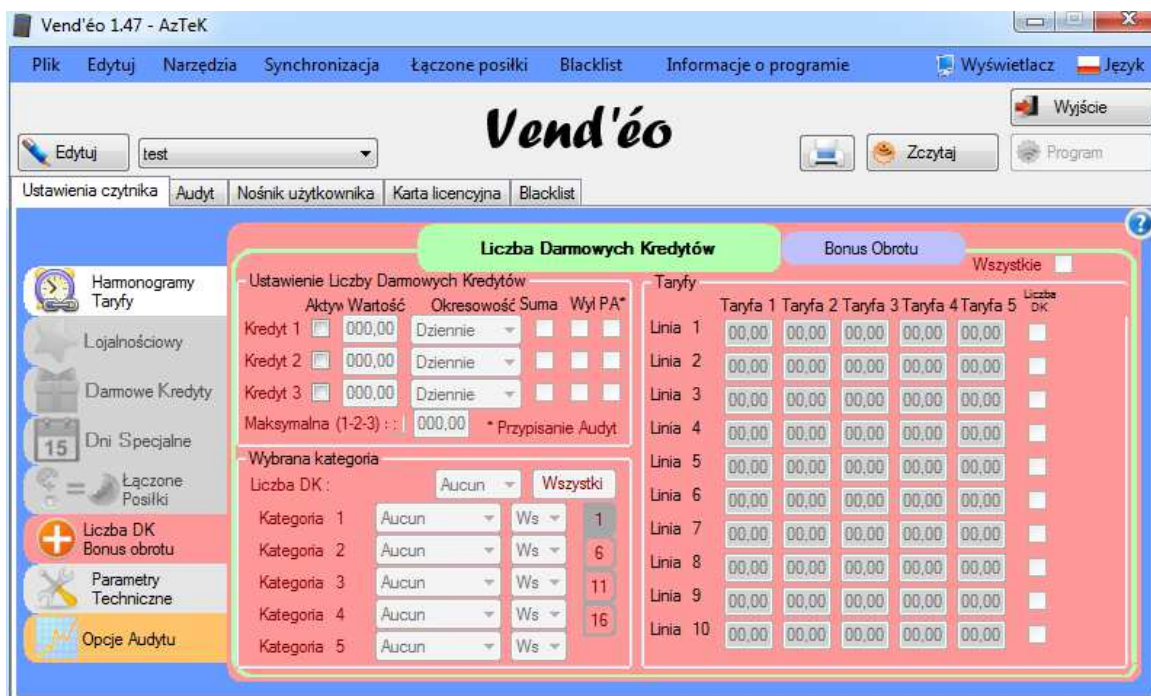 Vend'éo 1.47 - AzTeK
Plik Edytuj Narzędzia Synchronizacja Łączone posiłki Blacklist Informacje o programie Wyświetlacz Język
Vend'éo
Wyjście
Edytuj test Zczytaj Program
Ustawienia czytnika Audyt Nośnik użytkownika Karta licencyjna Blacklist
Liczba Darmowych Kredytów Bonus Obrotu
Wszystkie
Harmonogramy
Taryfy
Lojalnościowy
Darmowe Kredyty
15 Dni Specjalne
Łączone
Posiłki
Liczba DK
Bonus obrotu
Parametry
Techniczne
Opcje Audytu
Ustawienie Liczby Darmowych Kredytów
Aktyw Wartość Okresowość Suma Wył PA*
Kredyt 1 000,00 Dziennie
Kredyt 2 000,00 Dziennie
Kredyt 3 000,00 Dziennie
Maksymalna (1-2-3) : : 000,00 * Przypisanie Audyt
Wybrana kategoria
Liczba DK : Aucun Wszystki
Kategoria 1 Aucun Ws 1
Kategoria 2 Aucun Ws 6
Kategoria 3 Aucun Ws 11
Kategoria 4 Aucun Ws 16
Kategoria 5 Aucun Ws
Taryfy
Taryfa 1 Taryfa 2 Taryfa 3 Taryfa 4 Taryfa 5 Liczba DK
Linia 1 00,00 00,00 00,00 00,00 00,00
Linia 2 00,00 00,00 00,00 00,00 00,00
Linia 3 00,00 00,00 00,00 00,00 00,00
Linia 4 00,00 00,00 00,00 00,00 00,00
Linia 5 00,00 00,00 00,00 00,00 00,00
Linia 6 00,00 00,00 00,00 00,00 00,00
Linia 7 00,00 00,00 00,00 00,00 00,00
Linia 8 00,00 00,00 00,00 00,00 00,00
Linia 9 00,00 00,00 00,00 00,00 00,00
Linia 10 00,00 00,00 00,00 00,00 00,00